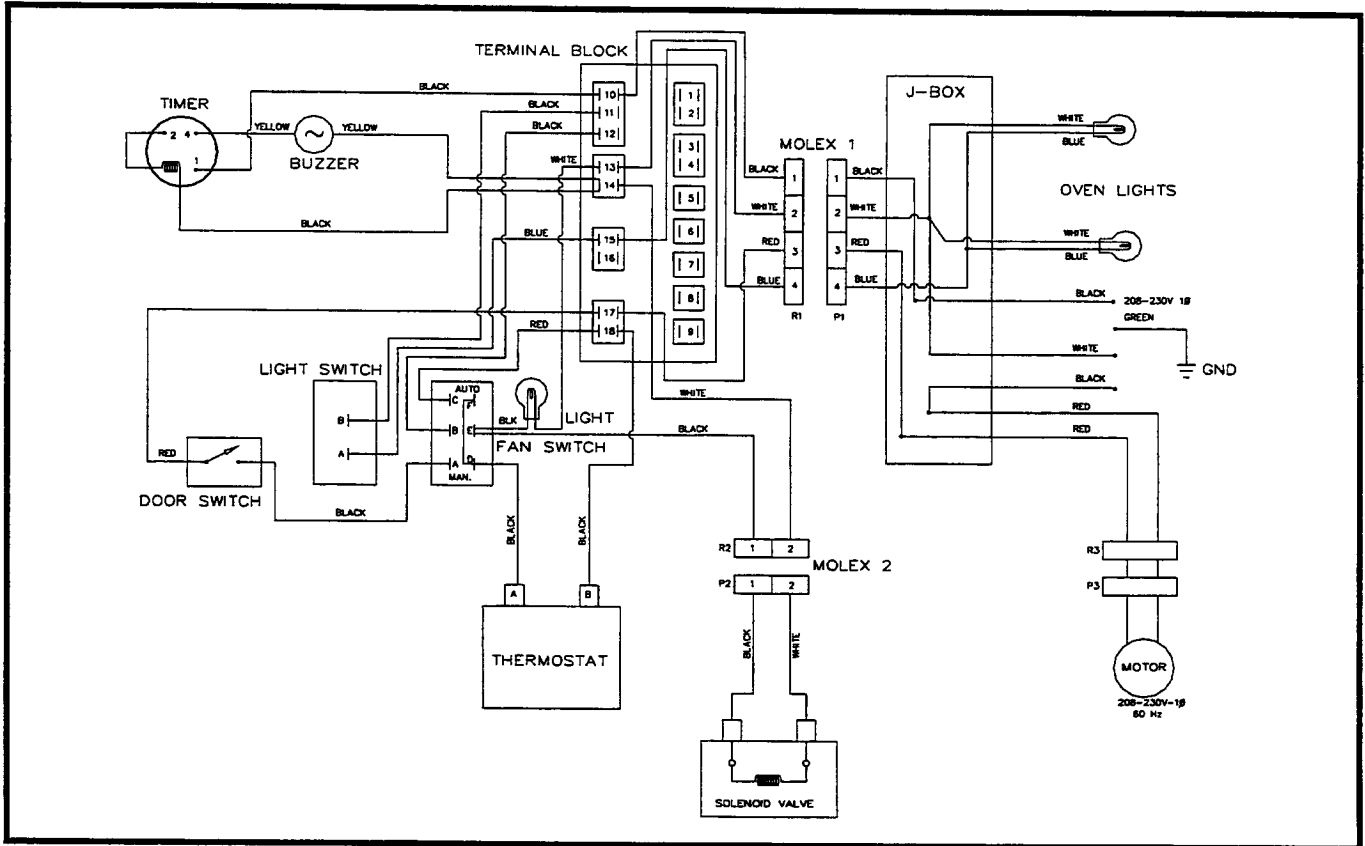 TERMINAL BLOCK
J-BOX
TIMER
BLACK
BLACK
BLACK
2 4
1
YELLOW
YELLOW
BUZZER
WHITE
BLACK
BLUE
10
11
12
13
14
15
16
17
18
1
2
3
4
5
6
7
8
9
MOLEX 1
BLACK
WHITE
RED
BLUE
1
2
3
4
R1
1
2
3
4
P1
BLACK
WHITE
RED
BLUE
WHITE
BLUE
OVEN LIGHTS
WHITE
BLUE
BLACK
208-230V 1Ø
GREEN
GND
WHITE
BLACK
RED
RED
RED
LIGHT SWITCH
B
A
RED
DOOR SWITCH
BLACK
AUTO
C
F
B
E
A
D
MAN.
BLK
LIGHT
FAN SWITCH
WHITE
BLACK
BLACK
BLACK
A
B
THERMOSTAT
R2
1
2
P2
1
2
MOLEX 2
BLACK
WHITE
SOLENOID VALVE
R3
P3
MOTOR
208-230V-1Ø
60 Hz